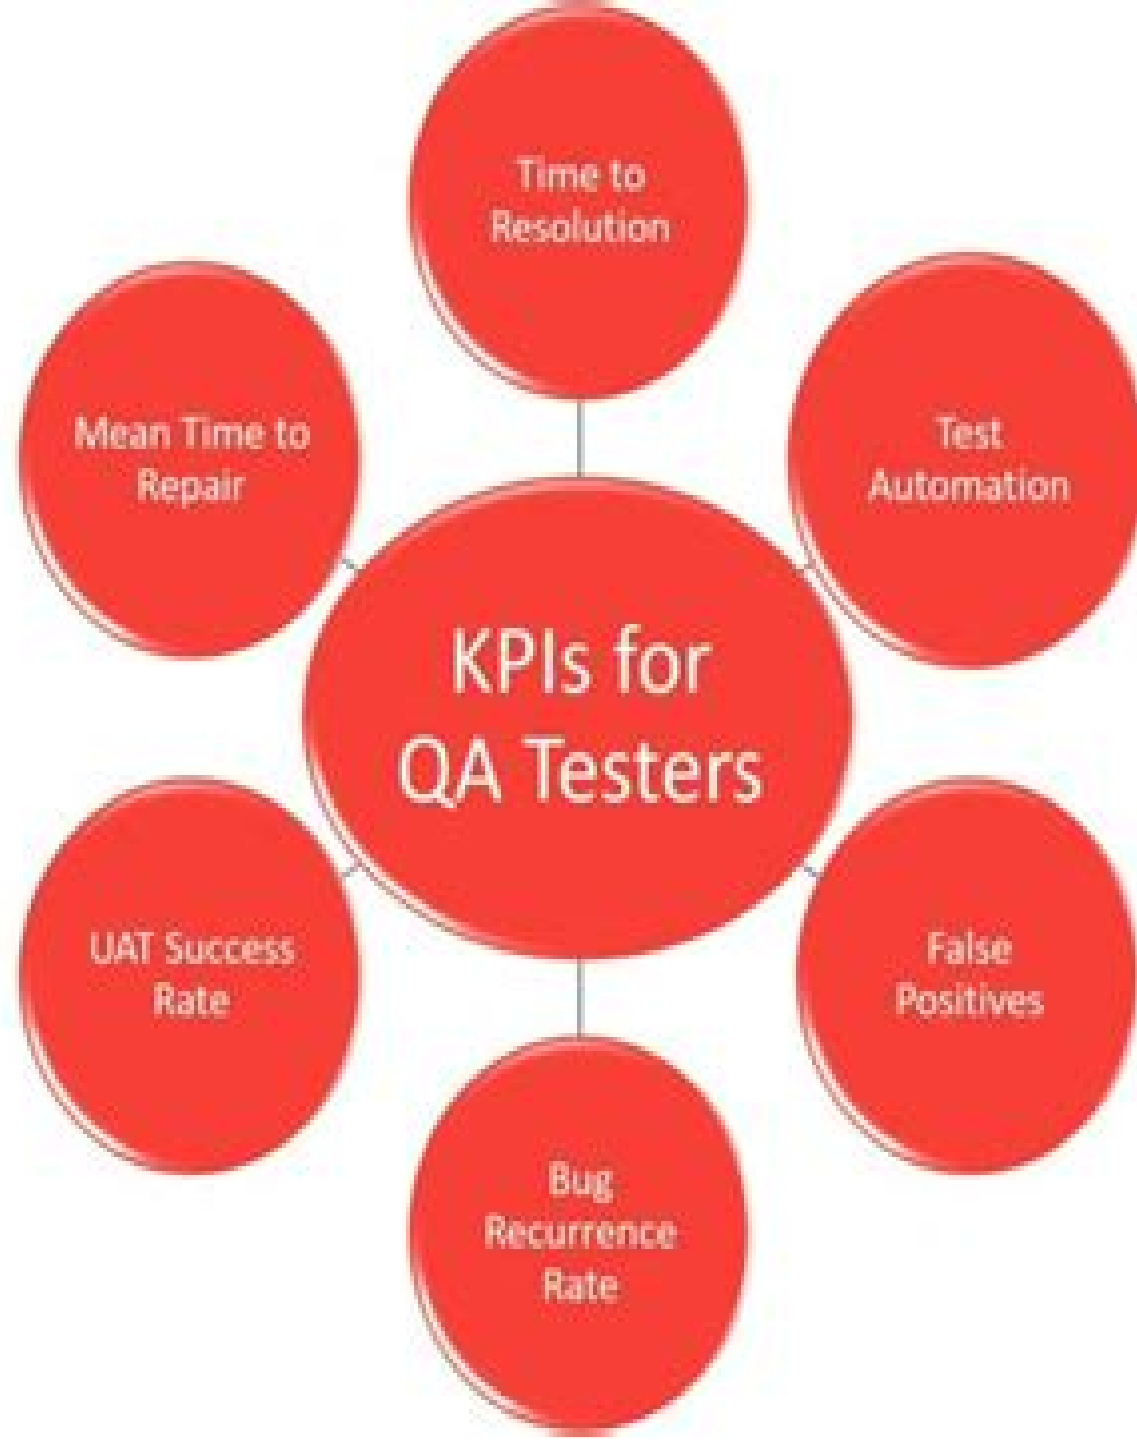 Time to
Resolution
Test
Automation
False
Positives
Bug
Recurrence
Rate
UAT Success
Rate
Mean Time to
Repair
KPIs for
QA Testers